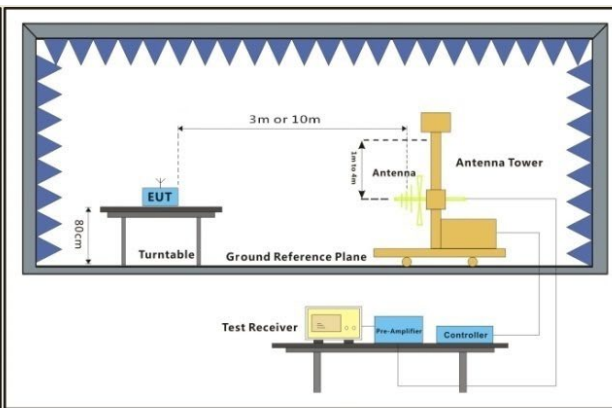 3m or 10m
1m to 4m
Antenna
Antenna Tower
EUT
80cm
Turntable
Ground Reference Plane
Test Receiver
Pre-Amplifier
Controller